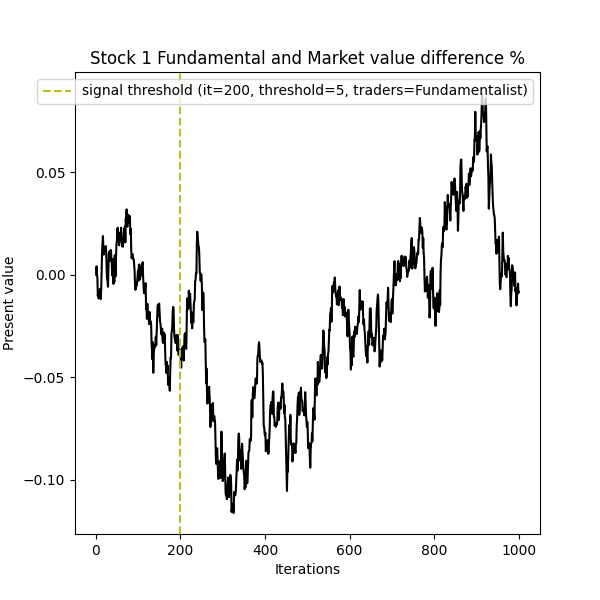 Stock 1 Fundamental and Market value difference %
signal threshold (it=200, threshold=5, traders=Fundamentalist)
0.05
0.00
−0.05
−0.10
Present value
0 200 400 600 800 1000
Iterations